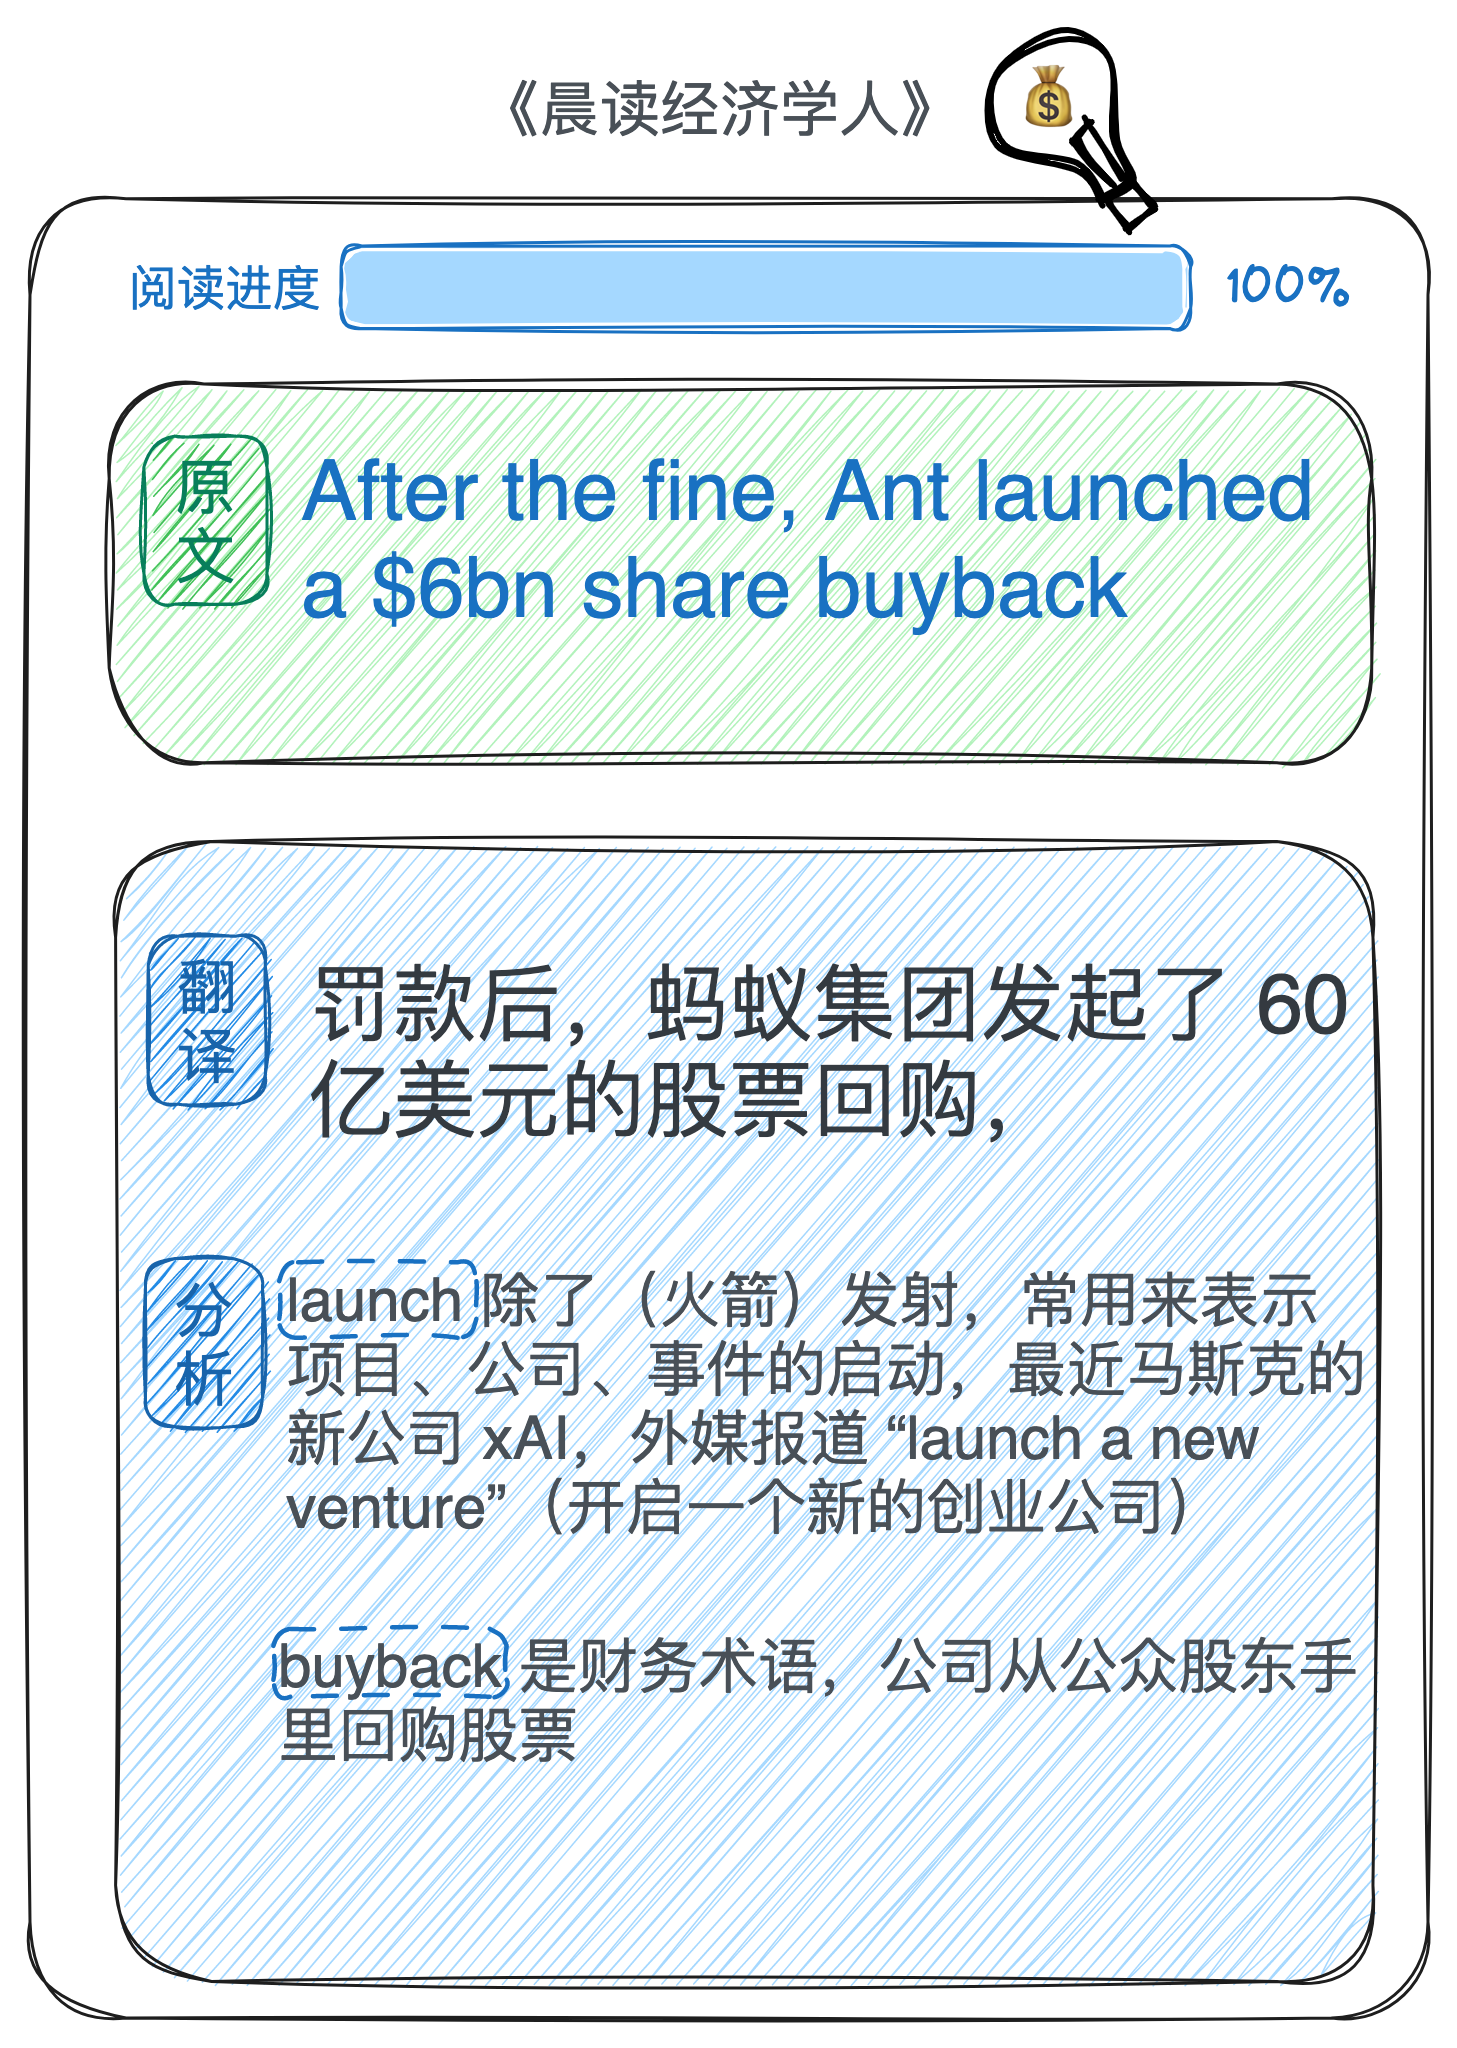 《晨读经济学人》
阅读进度 100%
原文
After the fine, Ant launched
a $6bn share buyback
翻译
罚款后，蚂蚁集团发起了 60
亿美元的股票回购，
分析
launch 除了（火箭）发射，常用来表示
项目、公司、事件的启动，最近马斯克的
新公司 xAI，外媒报道 “launch a new
venture”（开启一个新的创业公司）
buyback 是财务术语，公司从公众股东手
里回购股票